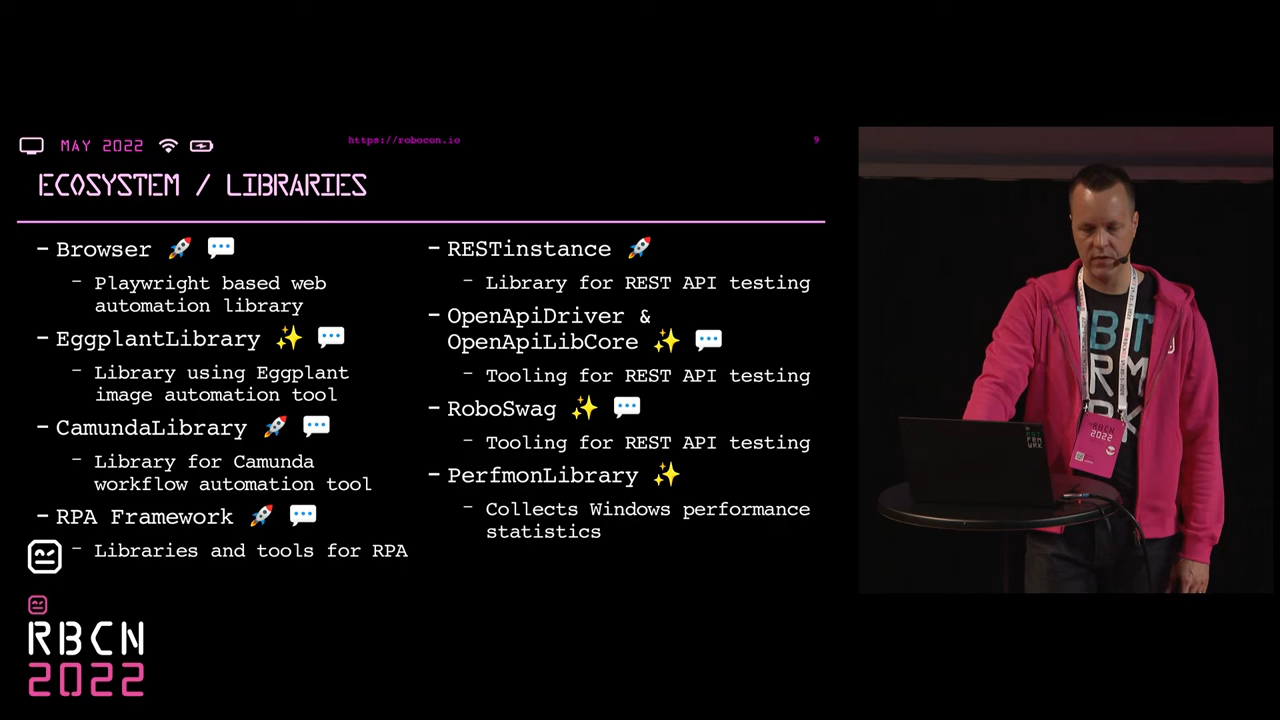 MAY 2022
https://robocon.io
9
ECOSYSTEM / LIBRARIES
- Browser 🚀 💬
- Playwright based web
automation library
- EggplantLibrary ✨ 💬
- Library using Eggplant
image automation tool
- CamundaLibrary 🚀 💬
- Library for Camunda
workflow automation tool
- RPA Framework 🚀 💬
- Libraries and tools for RPA
- RESTinstance 🚀
- Library for REST API testing
- OpenApiDriver &
OpenApiLibCore ✨ 💬
- Tooling for REST API testing
- RoboSwag ✨ 💬
- Tooling for REST API testing
- PerfmonLibrary ✨
- Collects Windows performance
statistics
RBCN
2022
RBCN
2022